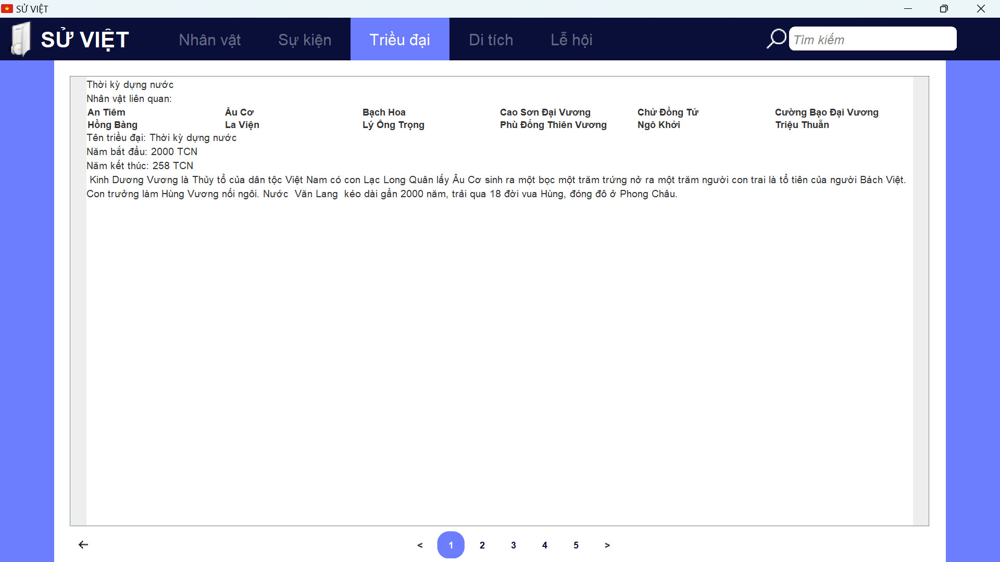 SỬ VIỆT
SỬ VIỆT Nhân vật Sự kiện Triều đại Di tích Lễ hội Tìm kiếm
Thời kỳ dựng nước
Nhân vật liên quan:
An Tiêm Âu Cơ Bạch Hoa Cao Sơn Đại Vương Chử Đồng Tử Cường Bạo Đại Vương
Hồng Bàng La Viện Lý Ông Trọng Phù Đổng Thiên Vương Ngô Khởi Triệu Thuẫn
Tên triều đại: Thời kỳ dựng nước
Năm bắt đầu: 2000 TCN
Năm kết thúc: 258 TCN
Kinh Dương Vương là Thủy tổ của dân tộc Việt Nam có con Lạc Long Quân lấy Âu Cơ sinh ra một bọc một trăm trứng nở ra một trăm người con trai là tổ tiên của người Bách Việt.
Con trưởng làm Hùng Vương nối ngôi. Nước  Văn Lang  kéo dài gần 2000 năm, trải qua 18 đời vua Hùng, đóng đô ở Phong Châu.
< 1 2 3 4 5 >